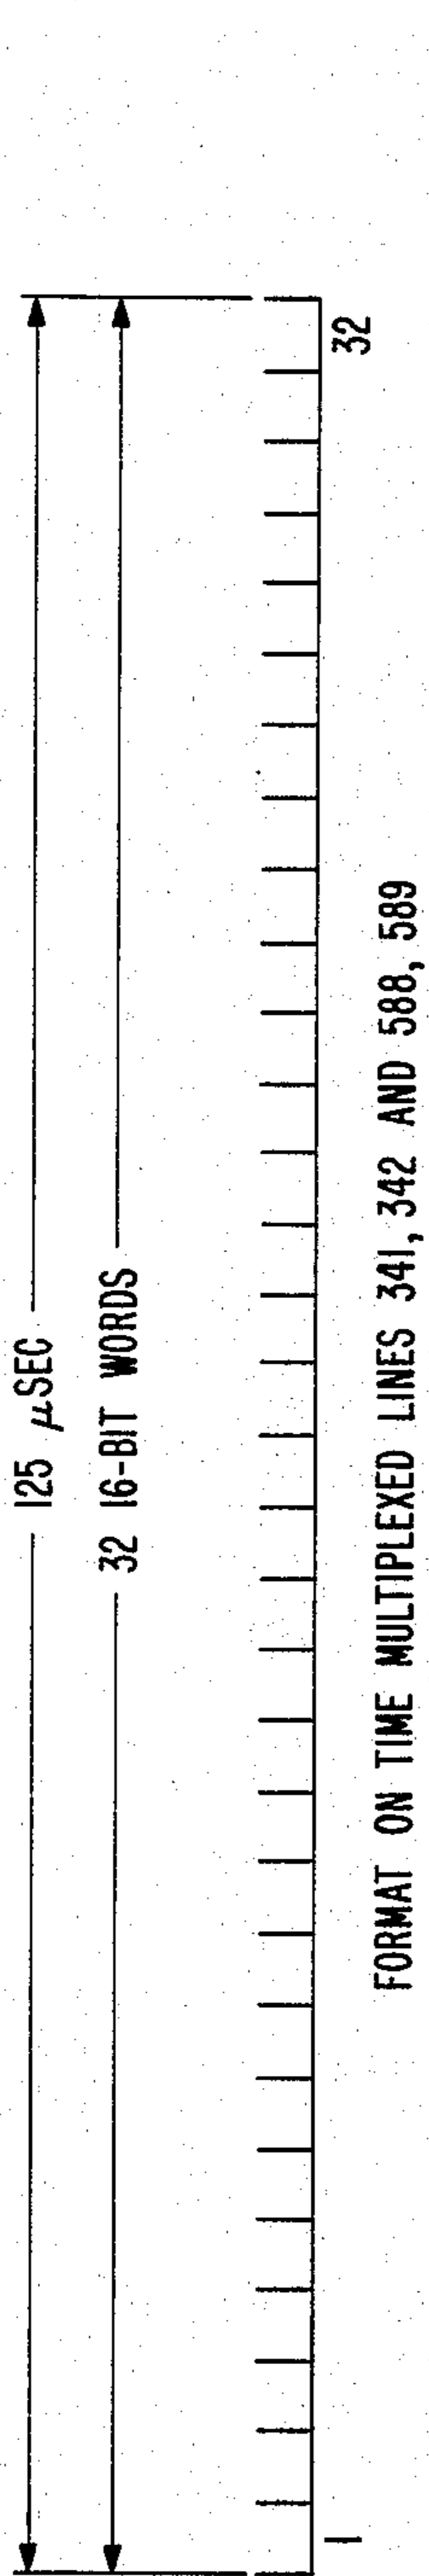 125 µSEC
32 16-BIT WORDS
1
32
FORMAT ON TIME MULTIPLEXED LINES 341, 342 AND 588, 589